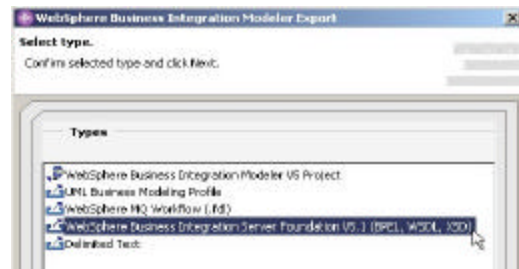 WebSphere Business Integration Modeler Export
Select type.
Confirm selected type and click Next.
Types
WebSphere Business Integration Modeler V5 Project
UML Business Modeling Profile
WebSphere MQ Workflow (.fdl)
WebSphere Business Integration Server Foundation V5.1 (BPEL, WSDL, XSD)
Delimited Text